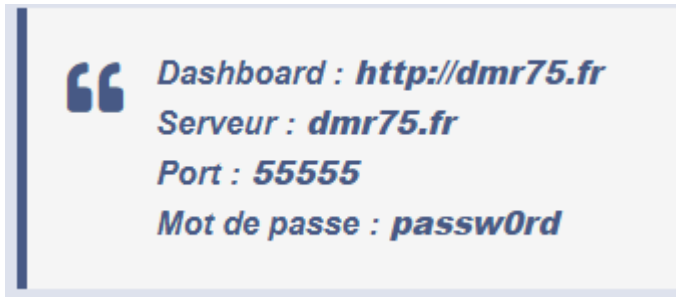 Dashboard : http://dmr75.fr
Serveur : dmr75.fr
Port : 55555
Mot de passe : passw0rd